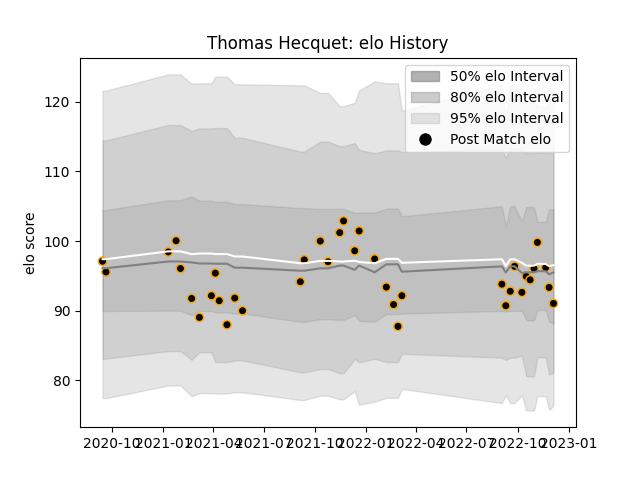 Thomas Hecquet: elo History
50% elo Interval
80% elo Interval
95% elo Interval
Post Match elo
elo score
120
110
100
90
80
2020-10 2021-01 2021-04 2021-07 2021-10 2022-01 2022-04 2022-07 2022-10 2023-01